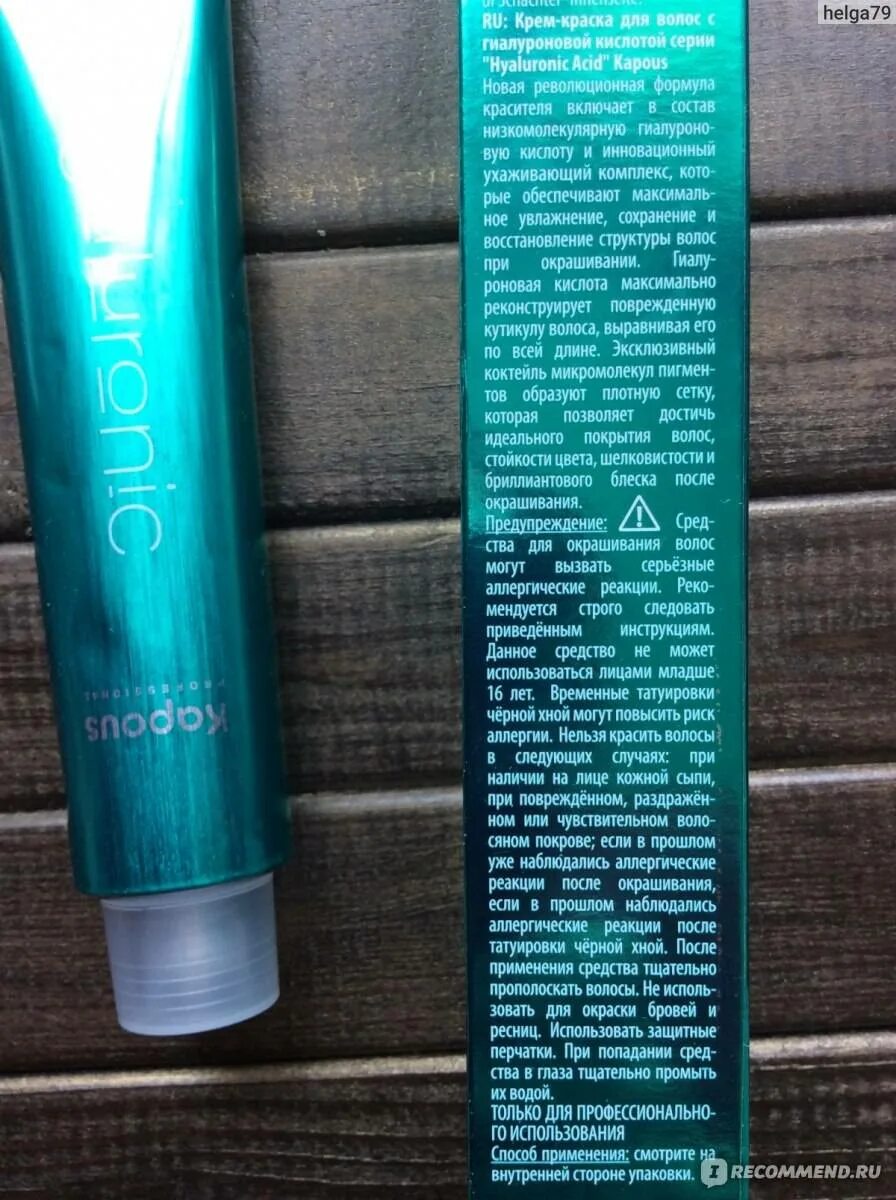 helga79
RU: Крем-краска для волос с
гиалуроновой кислотой серии
"Hyaluronic Acid" Kapous
Новая революционная формула
красителя включает в состав
низкомолекулярную гиалуроно-
вую кислоту и инновационный
ухаживающий комплекс, кото-
рые обеспечивают максималь-
ное увлажнение, сохранение и
восстановление структуры волос
при окрашивании. Гиалу-
роновая кислота максимально
реконструирует поврежденную
кутикулу волоса, выравнивая его
по всей длине. Эксклюзивный
коктейль микромолекул пигмен-
тов образуют плотную сетку,
которая позволяет достичь
идеального покрытия волос,
стойкости цвета, шелковистости и
бриллиантового блеска после
окрашивания.
Предупреждение: Сред-
ства для окрашивания волос
могут вызвать серьёзные
аллергические реакции. Реко-
мендуется строго следовать
приведённым инструкциям.
Данное средство не может
использоваться лицами младше
16 лет. Временные татуировки
чёрной хной могут повысить риск
аллергии. Нельзя красить волосы
в следующих случаях: при
наличии на лице кожной сыпи,
при повреждённом, раздражён-
ном или чувствительном воло-
сяном покрове; если в прошлом
уже наблюдались аллергические
реакции после окрашивания,
если в прошлом наблюдались
аллергические реакции после
татуировки чёрной хной. После
применения средства тщательно
прополоскать волосы. Не исполь-
зовать для окраски бровей и
ресниц. Использовать защитные
перчатки. При попадании сред-
ства в глаза тщательно промыть
их водой.
ТОЛЬКО ДЛЯ ПРОФЕССИОНАЛЬНО-
ГО ИСПОЛЬЗОВАНИЯ
Способ применения: смотрите на
внутренней стороне упаковки.
luronic
Kapous
PROFESSIONAL
IRECOMMEND.RU